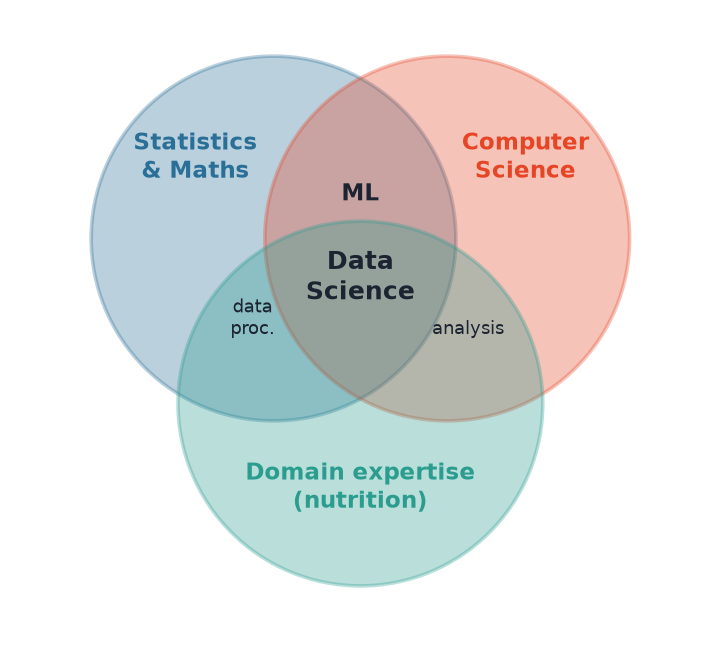 Statistics
& Maths
Computer
Science
ML
Data
Science
data
proc.
analysis
Domain expertise
(nutrition)